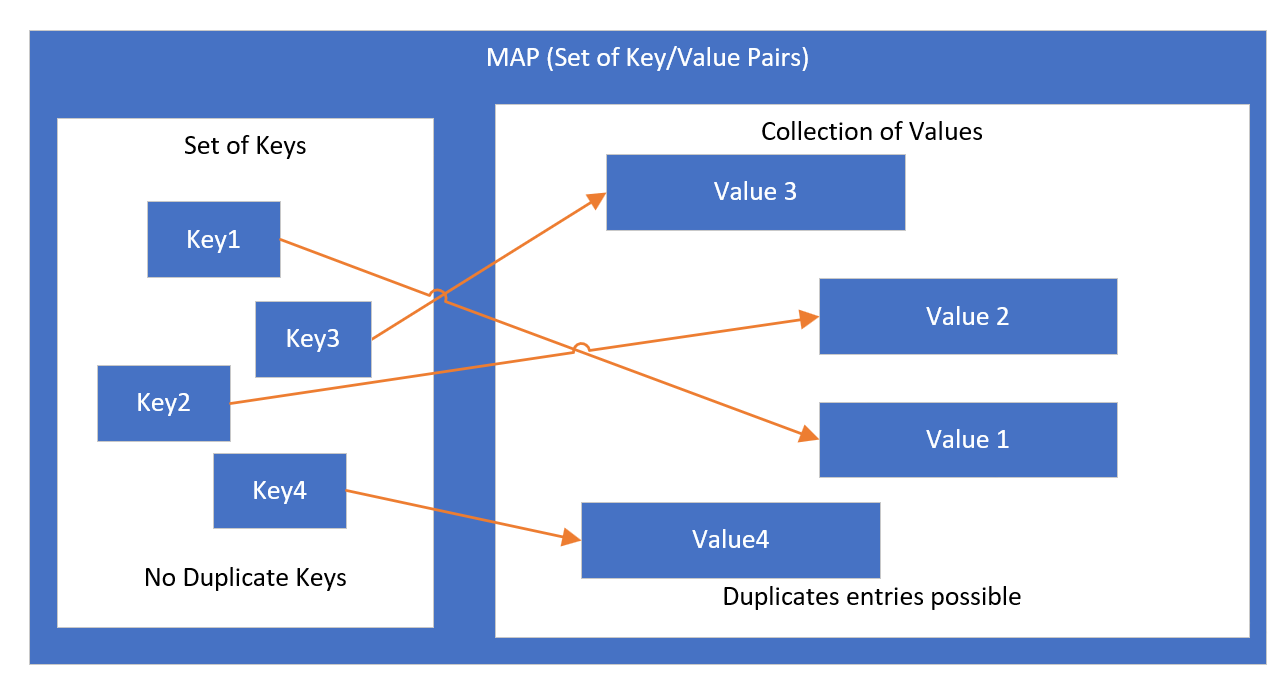 MAP (Set of Key/Value Pairs)
Set of Keys
Key1
Key3
Key2
Key4
No Duplicate Keys
Collection of Values
Value 3
Value 2
Value 1
Value4
Duplicates entries possible